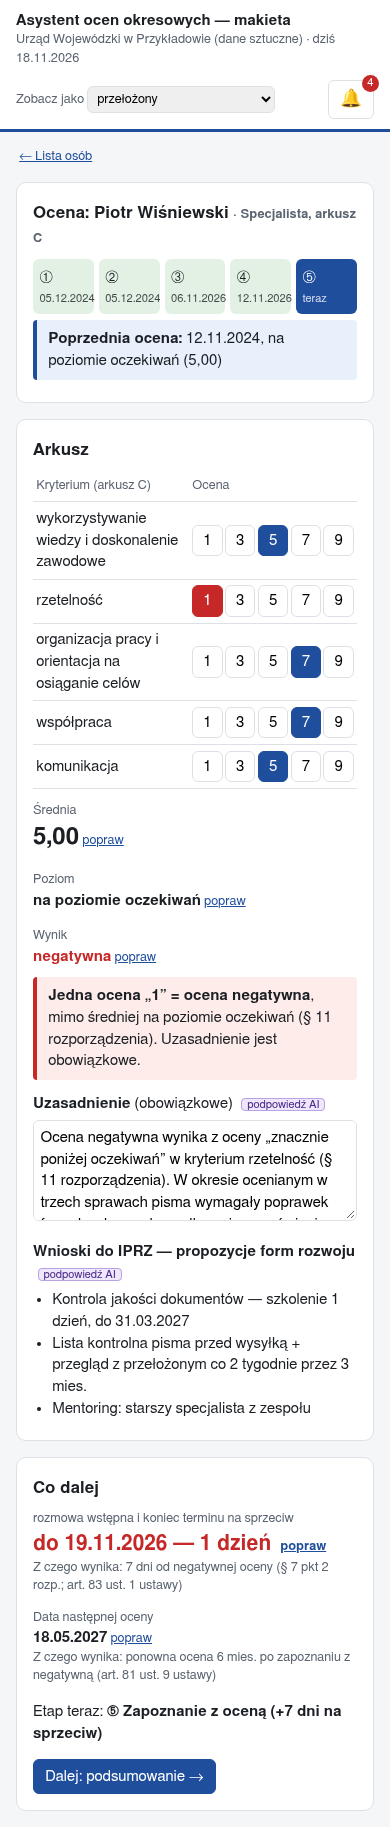 Asystent ocen okresowych — makieta
Urząd Wojewódzki w Przykładowie (dane sztuczne) · dziś
18.11.2026
Zobacz jako przełożony
4
← Lista osób
Ocena: Piotr Wiśniewski · Specjalista, arkusz
C
① ② ③ ④ ⑤
05.12.2024 05.12.2024 06.11.2026 12.11.2026 teraz
Poprzednia ocena: 12.11.2024, na
poziomie oczekiwań (5,00)
Arkusz
Kryterium (arkusz C) Ocena
wykorzystywanie
wiedzy i doskonalenie
zawodowe
1 3 5 7 9
rzetelność 1 3 5 7 9
organizacja pracy i
orientacja na
osiąganie celów
1 3 5 7 9
współpraca 1 3 5 7 9
komunikacja 1 3 5 7 9
Średnia
5,00 popraw
Poziom
na poziomie oczekiwań popraw
Wynik
negatywna popraw
Jedna ocena „1” = ocena negatywna,
mimo średniej na poziomie oczekiwań (§ 11
rozporządzenia). Uzasadnienie jest
obowiązkowe.
Uzasadnienie (obowiązkowe) podpowiedź AI
Ocena negatywna wynika z oceny „znacznie
poniżej oczekiwań” w kryterium rzetelność (§
11 rozporządzenia). W okresie ocenianym w
trzech sprawach pisma wymagały poprawek
Wnioski do IPRZ — propozycje form rozwoju
podpowiedź AI
• Kontrola jakości dokumentów — szkolenie 1
dzień, do 31.03.2027
• Lista kontrolna pisma przed wysyłką +
przegląd z przełożonym co 2 tygodnie przez 3
mies.
• Mentoring: starszy specjalista z zespołu
Co dalej
rozmowa wstępna i koniec terminu na sprzeciw
do 19.11.2026 — 1 dzień popraw
Z czego wynika: 7 dni od negatywnej oceny (§ 7 pkt 2
rozp.; art. 83 ust. 1 ustawy)
Data następnej oceny
18.05.2027 popraw
Z czego wynika: ponowna ocena 6 mies. po zapoznaniu z
negatywną (art. 81 ust. 9 ustawy)
Etap teraz: ⑤ Zapoznanie z oceną (+7 dni na
sprzeciw)
Dalej: podsumowanie →